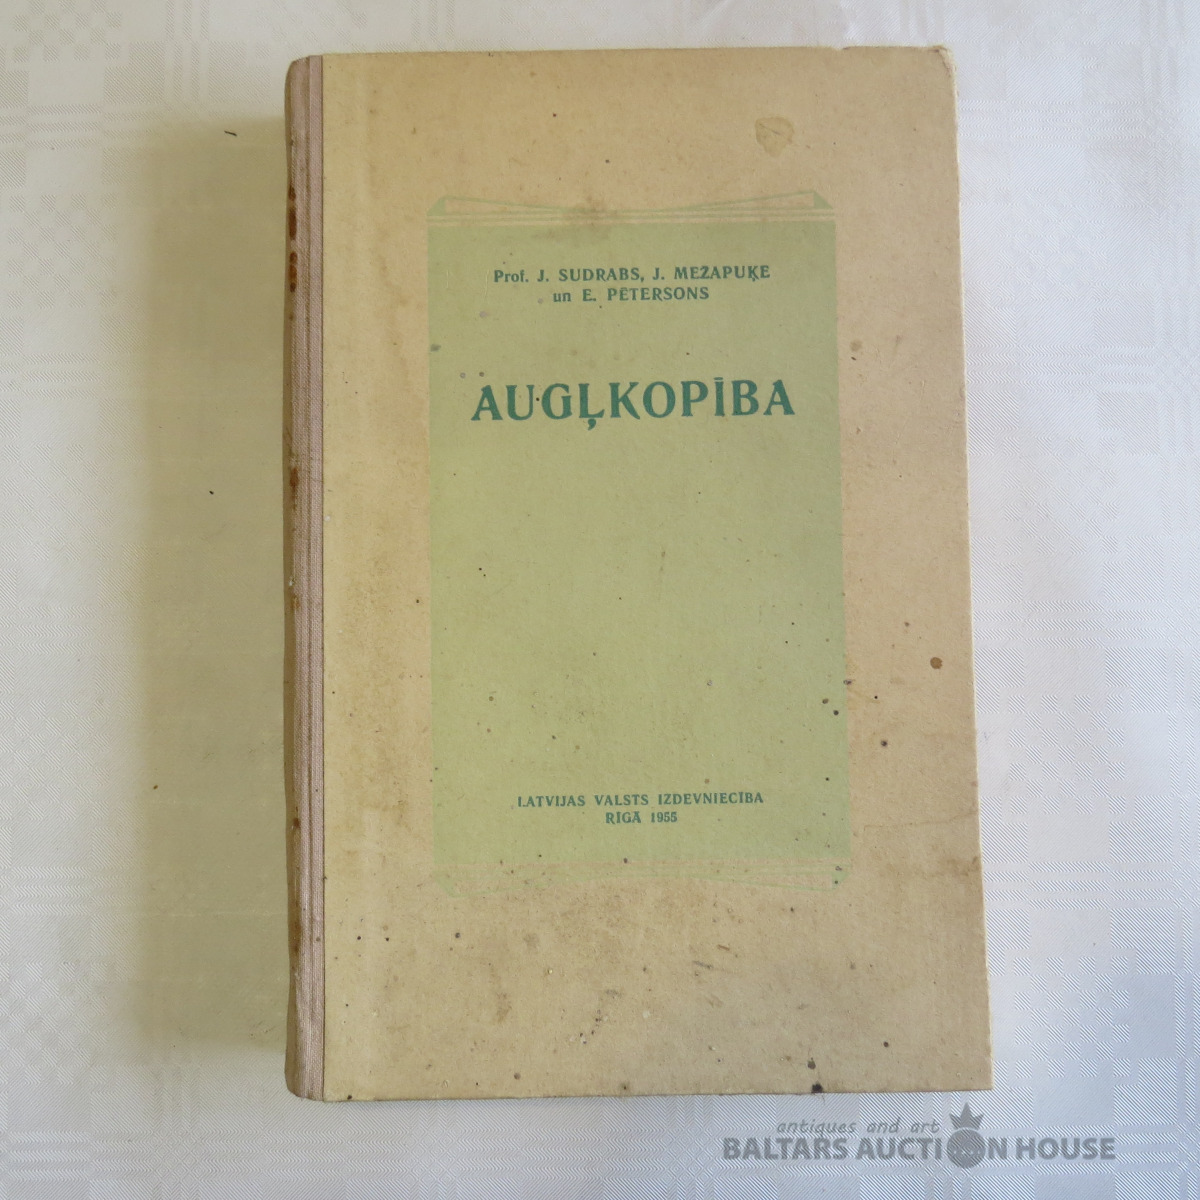 Prof. J. SUDRABS, J. MEŽAPUĶE
un E. PĒTERSONS
AUGĻKOPĪBA
LATVIJAS VALSTS IZDEVNIECĪBA
RĪGĀ 1955
antiques and art
BALTARS AUCTION HOUSE